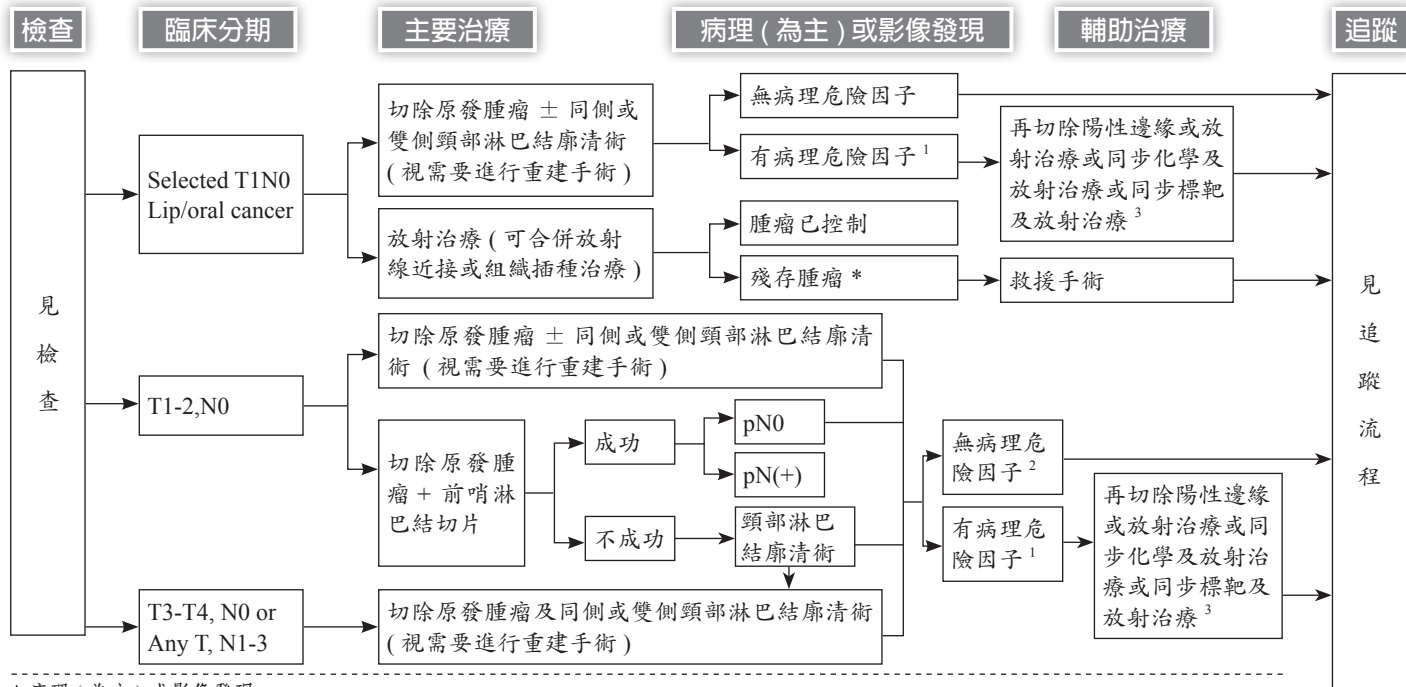 檢查
臨床分期
主要治療
病理 ( 為主 ) 或影像發現
輔助治療
追蹤
見
檢
查
Selected T1N0
Lip/oral cancer
切除原發腫瘤 ± 同側或
雙側頸部淋巴結廓清術
( 視需要進行重建手術 )
無病理危險因子
有病理危險因子 1
再切除陽性邊緣或放
射治療或同步化學及
放射治療或同步標靶
及放射治療 3
放射治療 ( 可合併放射
線近接或組織插種治療 )
腫瘤已控制
殘存腫瘤 *
救援手術
T1-2,N0
切除原發腫瘤 ± 同側或雙側頸部淋巴結廓清
術 ( 視需要進行重建手術 )
切除原發腫
瘤 + 前哨淋
巴結切片
成功
pN0
pN(+)
不成功
頸部淋巴
結廓清術
無病理危
險因子 2
有病理危
險因子 1
再切除陽性邊緣
或放射治療或同
步化學及放射治
療或同步標靶及
放射治療 3
T3-T4, N0 or
Any T, N1-3
切除原發腫瘤及同側或雙側頸部淋巴結廓清術
( 視需要進行重建手術 )
見
追
蹤
流
程